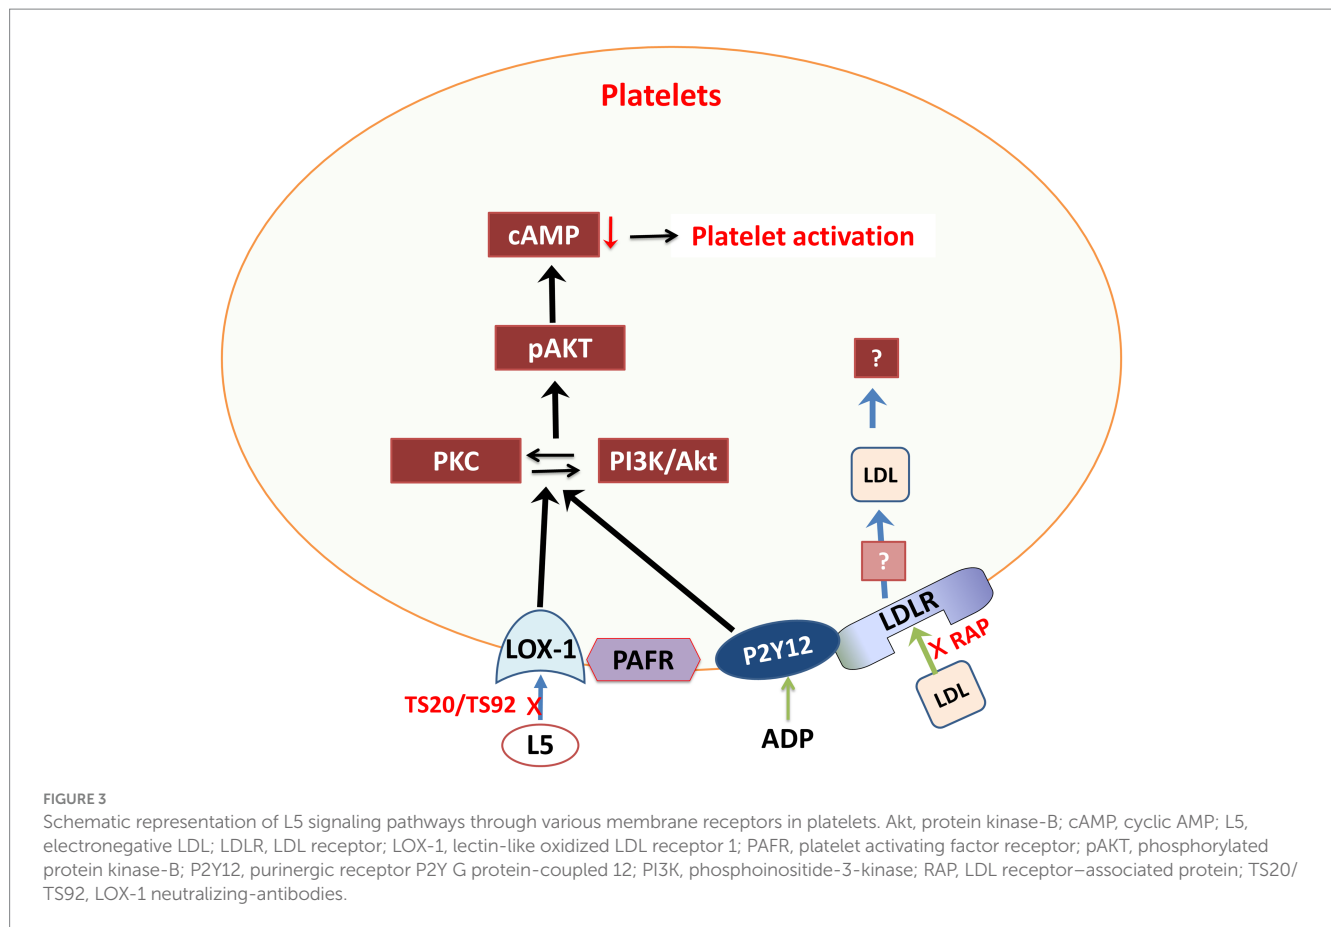 Platelets
cAMP
Platelet activation
pAKT
?
PKC
PI3K/Akt
LDL
?
LDLR
LOX-1
PAFR
P2Y12
X RAP
TS20/TS92 X
LDL
L5
ADP
FIGURE 3
Schematic representation of L5 signaling pathways through various membrane receptors in platelets. Akt, protein kinase-B; cAMP, cyclic AMP; L5,
electronegative LDL; LDLR, LDL receptor; LOX-1, lectin-like oxidized LDL receptor 1; PAFR, platelet activating factor receptor; pAKT, phosphorylated
protein kinase-B; P2Y12, purinergic receptor P2Y G protein-coupled 12; PI3K, phosphoinositide-3-kinase; RAP, LDL receptor–associated protein; TS20/
TS92, LOX-1 neutralizing-antibodies.